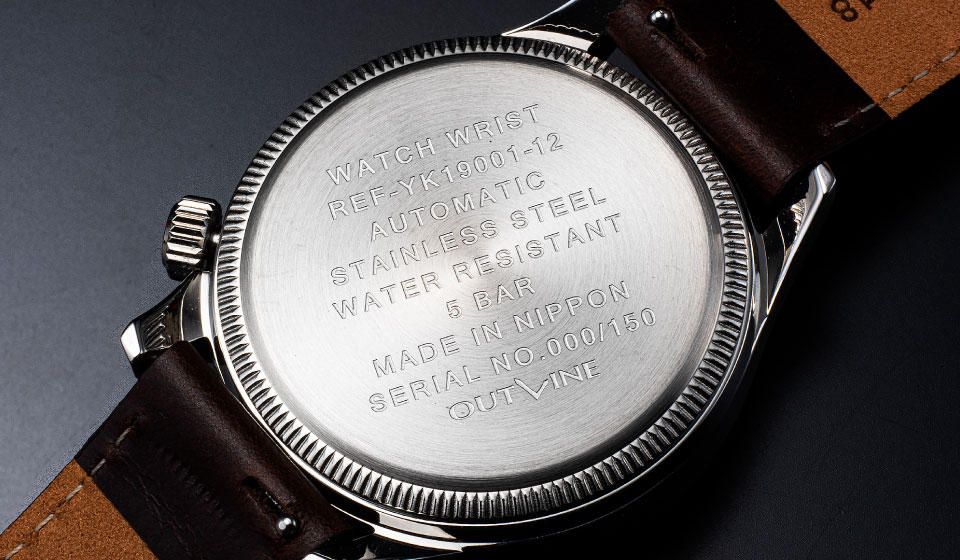 WATCH WRIST
REF-YK19001-12
AUTOMATIC
STAINLESS STEEL
WATER RESISTANT
5 BAR
MADE IN NIPPON
SERIAL NO.000/150
OUTVINE
8